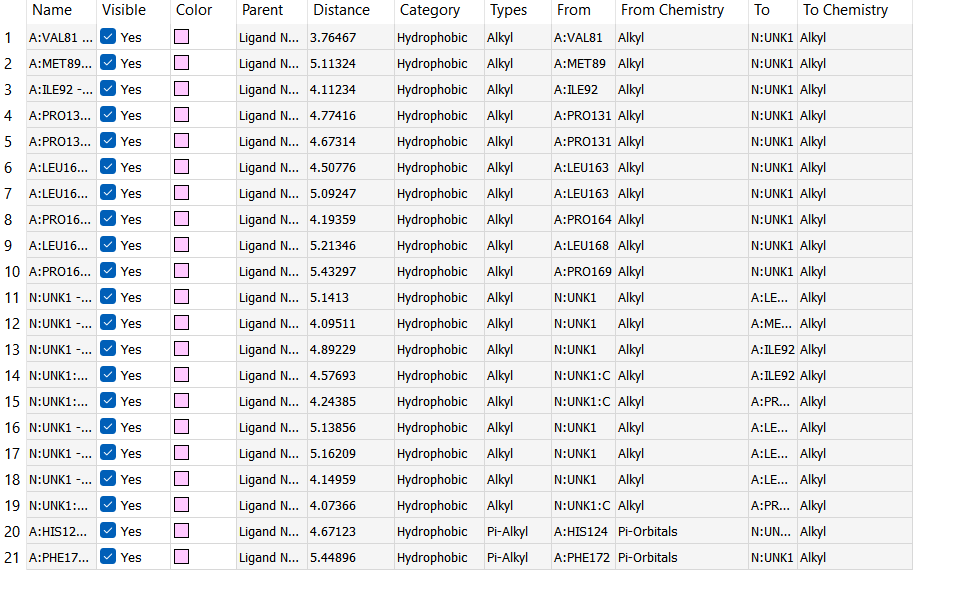 Name Visible Color Parent Distance Category Types From From Chemistry To To Chemistry
1 A:VAL81 ... Yes Ligand N... 3.76467 Hydrophobic Alkyl A:VAL81 Alkyl N:UNK1 Alkyl
2 A:MET89... Yes Ligand N... 5.11324 Hydrophobic Alkyl A:MET89 Alkyl N:UNK1 Alkyl
3 A:ILE92 -... Yes Ligand N... 4.11234 Hydrophobic Alkyl A:ILE92 Alkyl N:UNK1 Alkyl
4 A:PRO13... Yes Ligand N... 4.77416 Hydrophobic Alkyl A:PRO131 Alkyl N:UNK1 Alkyl
5 A:PRO13... Yes Ligand N... 4.67314 Hydrophobic Alkyl A:PRO131 Alkyl N:UNK1 Alkyl
6 A:LEU16... Yes Ligand N... 4.50776 Hydrophobic Alkyl A:LEU163 Alkyl N:UNK1 Alkyl
7 A:LEU16... Yes Ligand N... 5.09247 Hydrophobic Alkyl A:LEU163 Alkyl N:UNK1 Alkyl
8 A:PRO16... Yes Ligand N... 4.19359 Hydrophobic Alkyl A:PRO164 Alkyl N:UNK1 Alkyl
9 A:LEU16... Yes Ligand N... 5.21346 Hydrophobic Alkyl A:LEU168 Alkyl N:UNK1 Alkyl
10 A:PRO16... Yes Ligand N... 5.43297 Hydrophobic Alkyl A:PRO169 Alkyl N:UNK1 Alkyl
11 N:UNK1 -... Yes Ligand N... 5.1413 Hydrophobic Alkyl N:UNK1 Alkyl A:LE... Alkyl
12 N:UNK1 -... Yes Ligand N... 4.09511 Hydrophobic Alkyl N:UNK1 Alkyl A:ME... Alkyl
13 N:UNK1 -... Yes Ligand N... 4.89229 Hydrophobic Alkyl N:UNK1 Alkyl A:ILE92 Alkyl
14 N:UNK1:... Yes Ligand N... 4.57693 Hydrophobic Alkyl N:UNK1:C Alkyl A:ILE92 Alkyl
15 N:UNK1:... Yes Ligand N... 4.24385 Hydrophobic Alkyl N:UNK1:C Alkyl A:PR... Alkyl
16 N:UNK1 -... Yes Ligand N... 5.13856 Hydrophobic Alkyl N:UNK1 Alkyl A:LE... Alkyl
17 N:UNK1 -... Yes Ligand N... 5.16209 Hydrophobic Alkyl N:UNK1 Alkyl A:LE... Alkyl
18 N:UNK1 -... Yes Ligand N... 4.14959 Hydrophobic Alkyl N:UNK1 Alkyl A:LE... Alkyl
19 N:UNK1:... Yes Ligand N... 4.07366 Hydrophobic Alkyl N:UNK1:C Alkyl A:PR... Alkyl
20 A:HIS12... Yes Ligand N... 4.67123 Hydrophobic Pi-Alkyl A:HIS124 Pi-Orbitals N:UN... Alkyl
21 A:PHE17... Yes Ligand N... 5.44896 Hydrophobic Pi-Alkyl A:PHE172 Pi-Orbitals N:UNK1 Alkyl